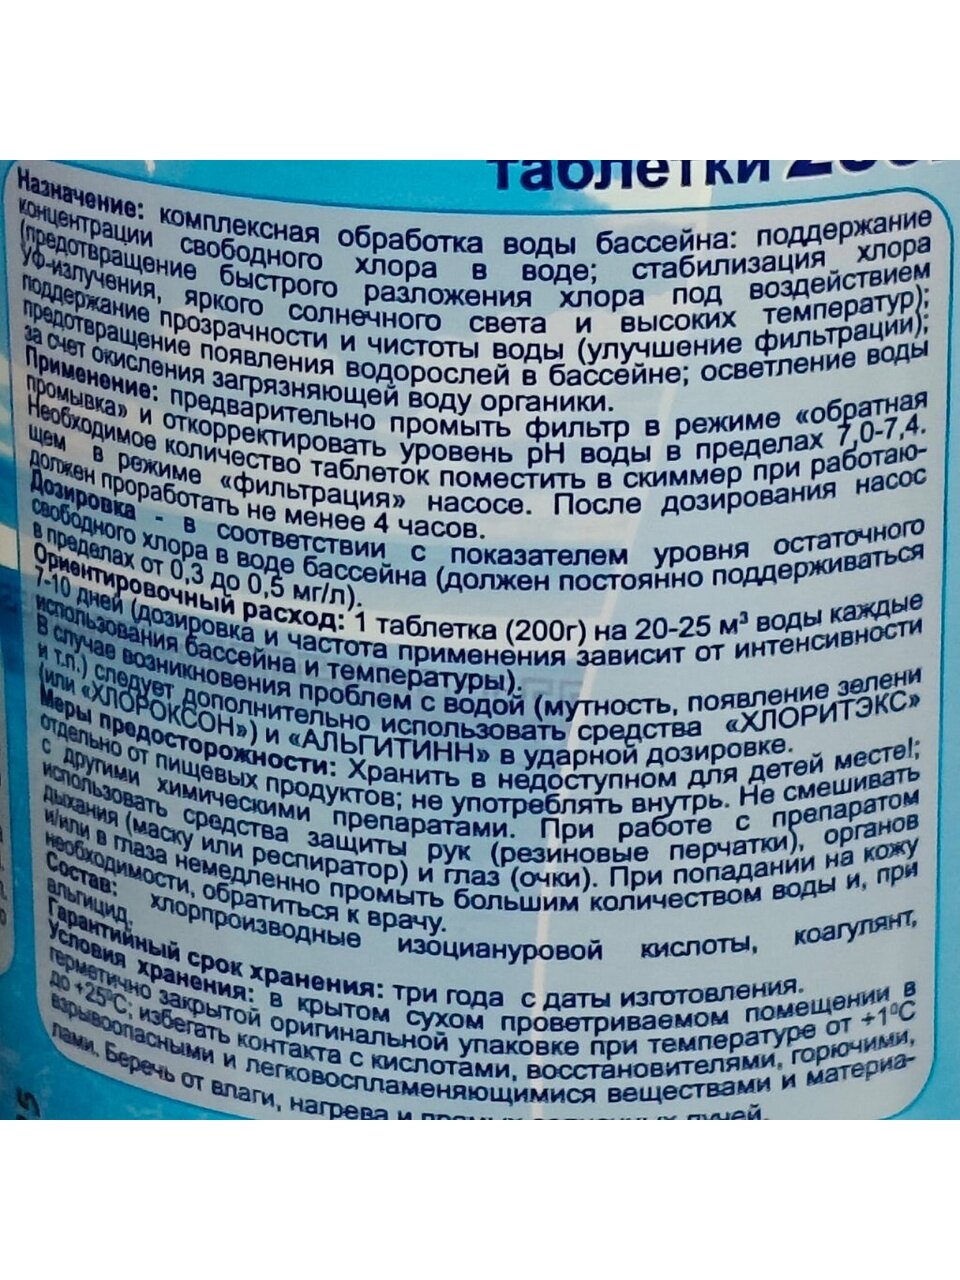 таблетки
Назначение: комплексная обработка воды бассейна: поддержание
концентрации свободного хлора в воде; стабилизация хлора
(предотвращение быстрого разложения хлора под воздействием
Уф-излучения, яркого солнечного света и высоких температур);
поддержание прозрачности и чистоты воды (улучшение фильтрации);
предотвращение появления водорослей в бассейне; осветление воды
за счет окисления загрязняющей воду органики.
Применение: предварительно промыть фильтр в режиме «обратная
промывка» и откорректировать уровень pH воды в пределах 7,0-7,4.
Необходимое количество таблеток поместить в скиммер при работаю-
щем в режиме «фильтрация» насосе. После дозирования насос
должен проработать не менее 4 часов.
Дозировка - в соответствии с показателем уровня остаточного
свободного хлора в воде бассейна (должен постоянно поддерживаться
в пределах от 0,3 до 0,5 мг/л).
Ориентировочный расход: 1 таблетка (200г) на 20-25 м³ воды каждые
7-10 дней (дозировка и частота применения зависит от интенсивности
использования бассейна и температуры).
В случае возникновения проблем с водой (мутность, появление зелени
и т.п.) следует дополнительно использовать средства «ХЛОРИТЭКС»
(или «ХЛОРОКСОН») и «АЛЬГИТИНН» в ударной дозировке.
Меры предосторожности: Хранить в недоступном для детей месте!;
отдельно от пищевых продуктов; не употреблять внутрь. Не смешивать
с другими химическими препаратами. При работе с препаратом
использовать средства защиты рук (резиновые перчатки), органов
дыхания (маску или респиратор) и глаз (очки). При попадании на кожу
и/или в глаза немедленно промыть большим количеством воды и, при
необходимости, обратиться к врачу.
Состав: хлорпроизводные изоциануровой кислоты, коагулянт,
альгицид.
Гарантийный срок хранения: три года с даты изготовления.
Условия хранения: в крытом сухом проветриваемом помещении в
герметично закрытой оригинальной упаковке при температуре от +1⁰С
до +25⁰С; избегать контакта с кислотами, восстановителями, горючими,
взрывоопасными и легковоспламеняющимися веществами и материа-
лами. Беречь от влаги, нагрева и прямых солнечных лучей.